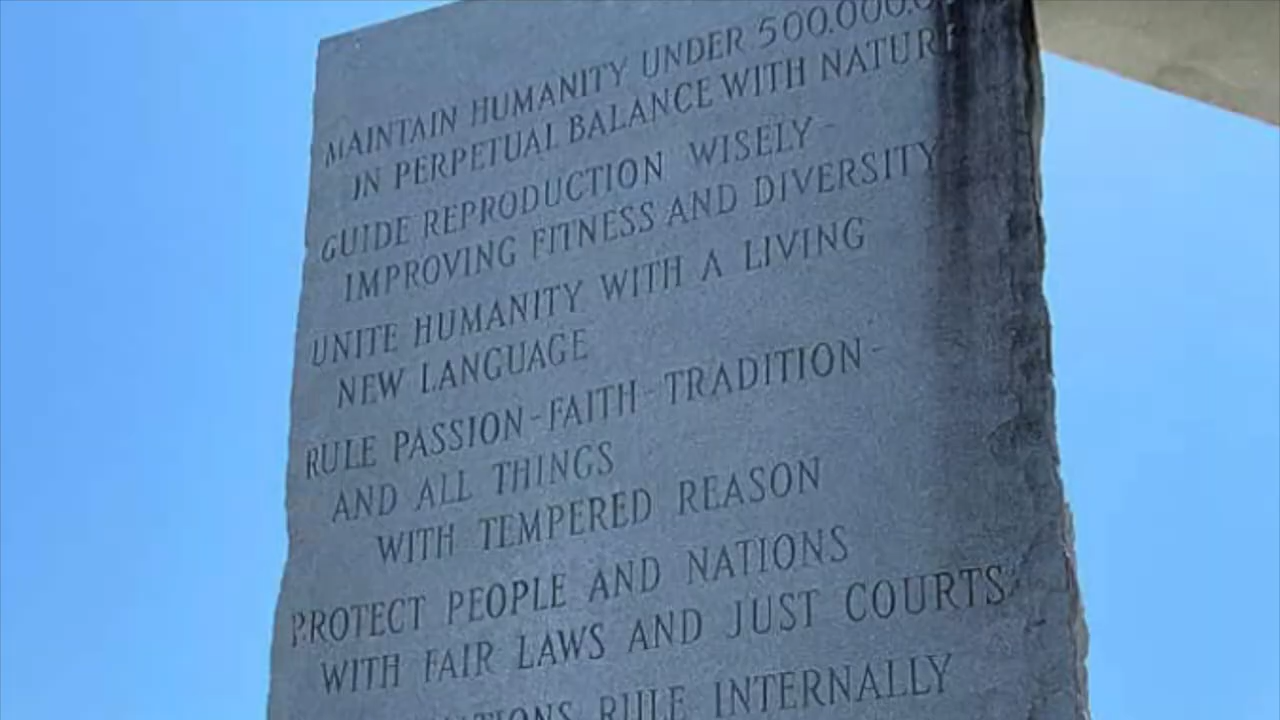 MAINTAIN HUMANITY UNDER 500,000,0
IN PERPETUAL BALANCE WITH NATURE
GUIDE REPRODUCTION WISELY -
IMPROVING FITNESS AND DIVERSITY
UNITE HUMANITY WITH A LIVING
NEW LANGUAGE
RULE PASSION - FAITH - TRADITION -
AND ALL THINGS
WITH TEMPERED REASON
PROTECT PEOPLE AND NATIONS
WITH FAIR LAWS AND JUST COURTS
RULE INTERNALLY